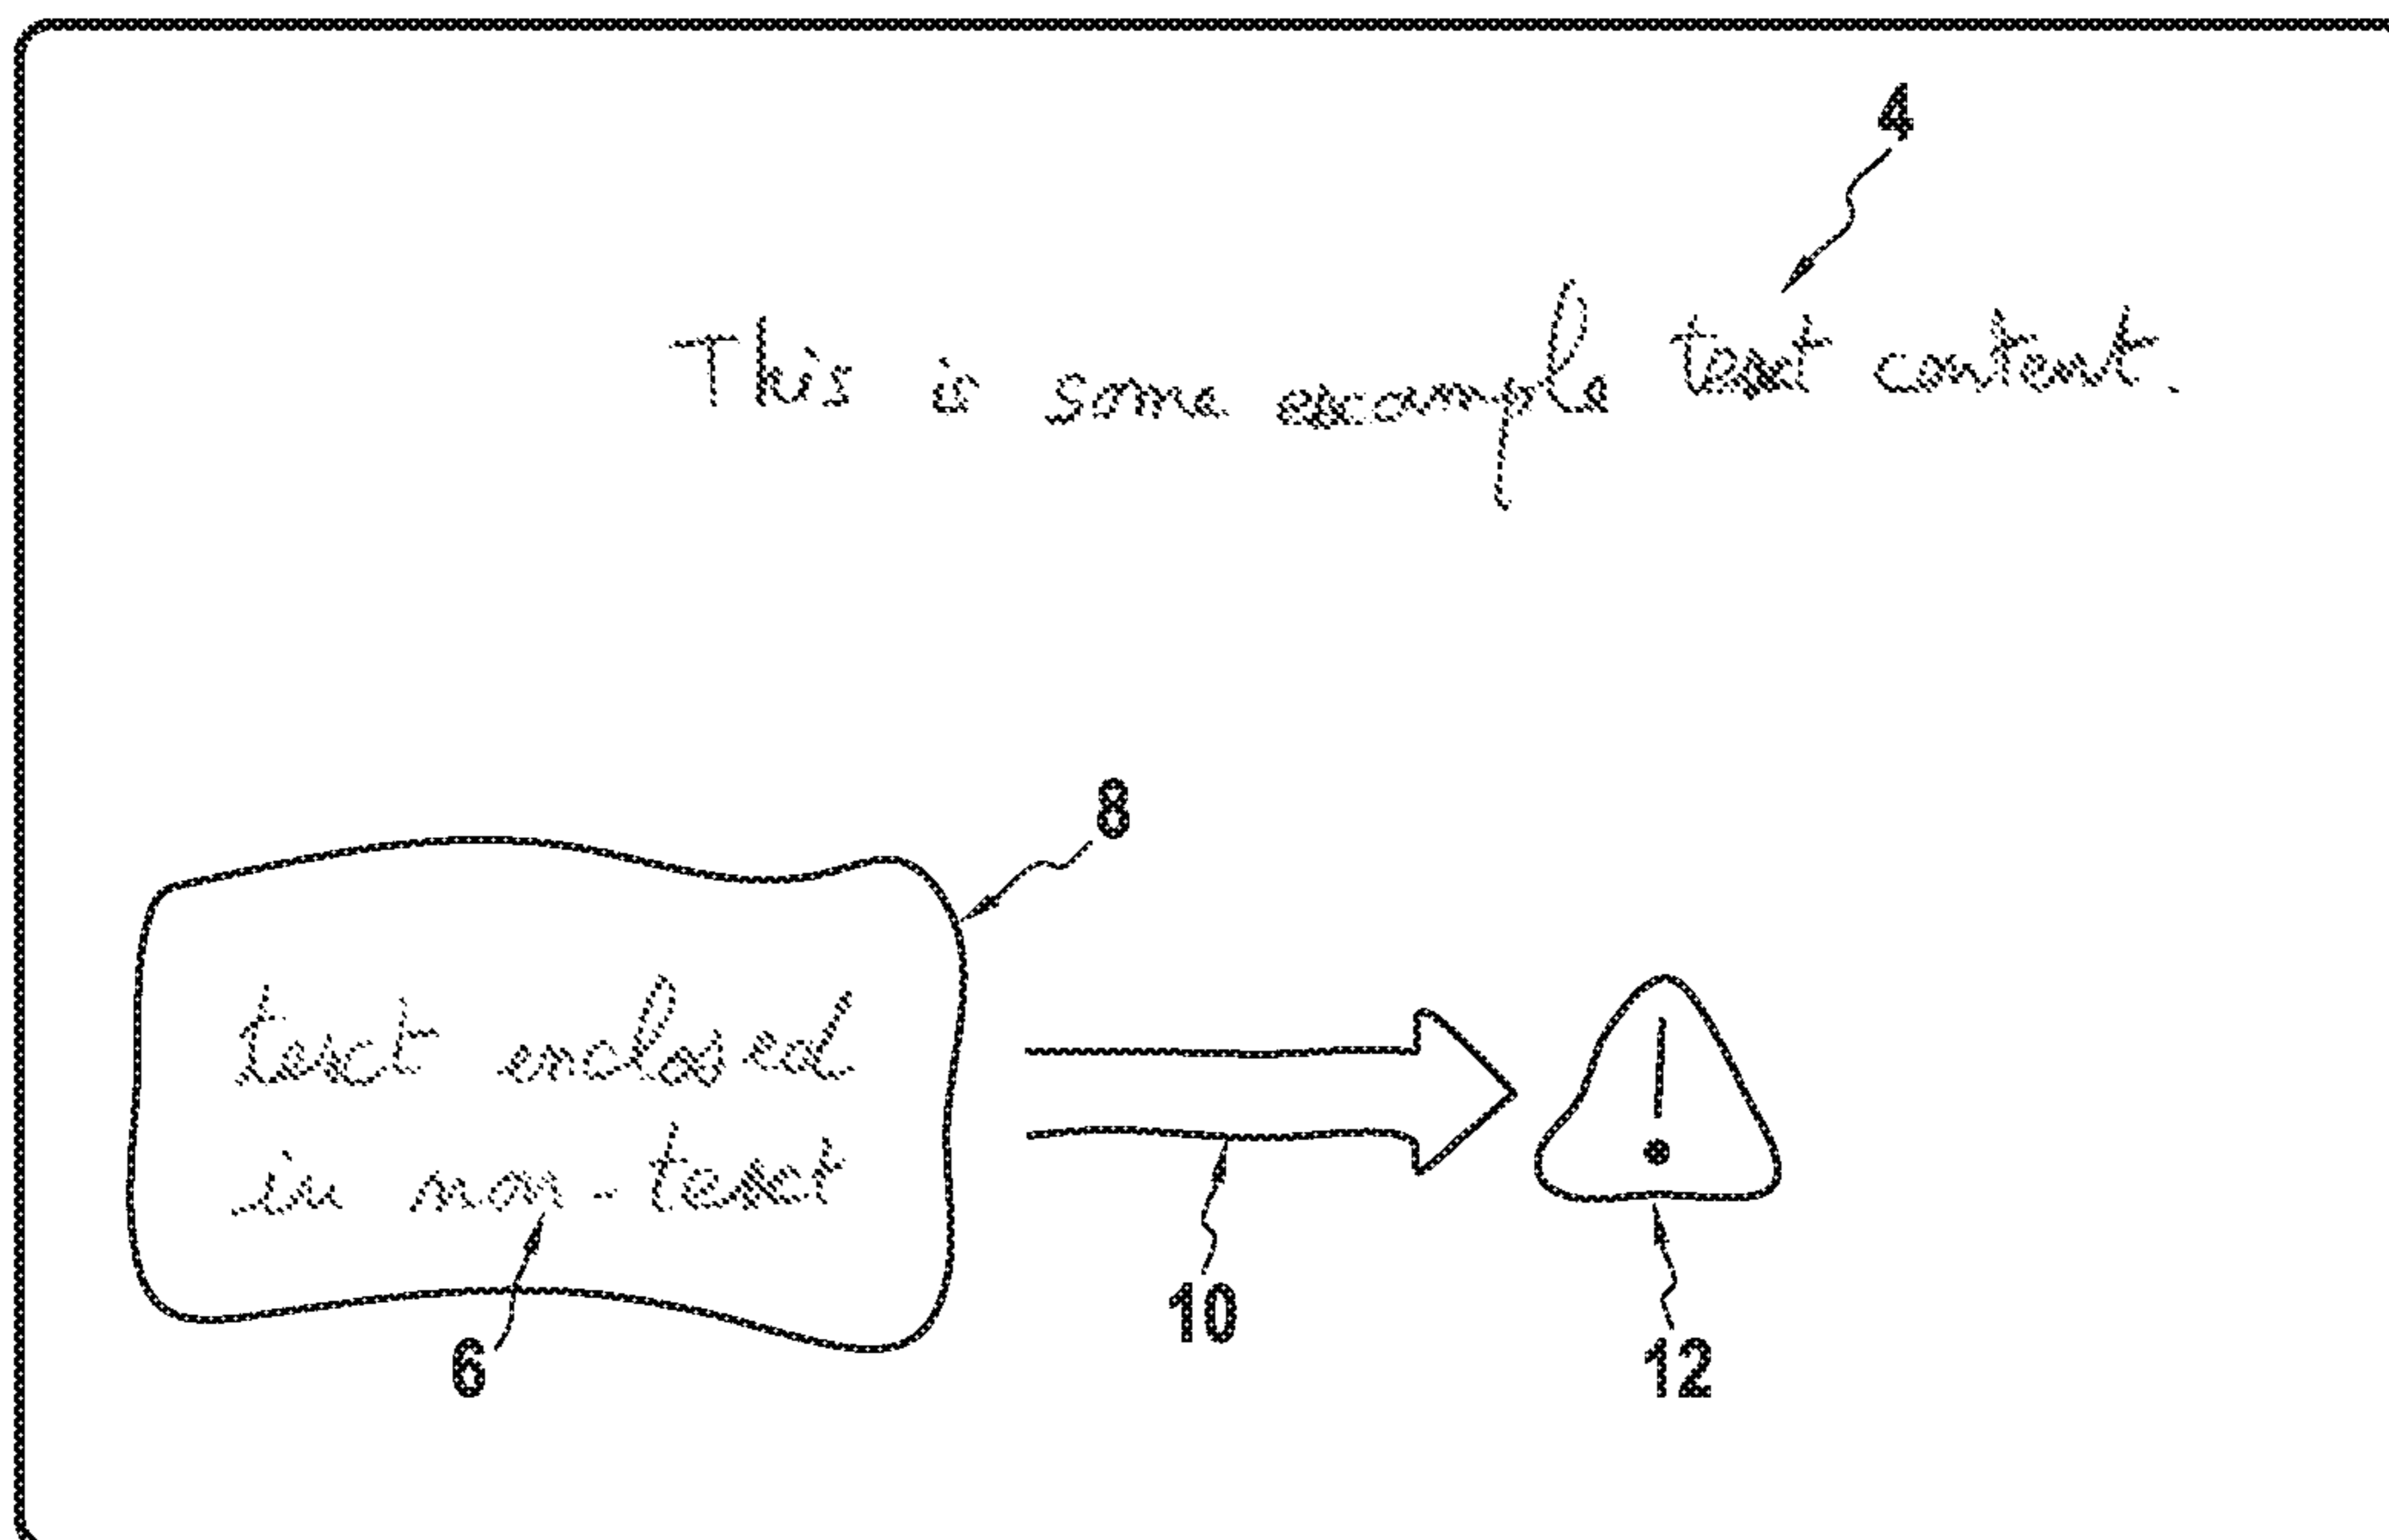 4
This is some example text content.
8
text enclosed
in non-text
!
10
6
12